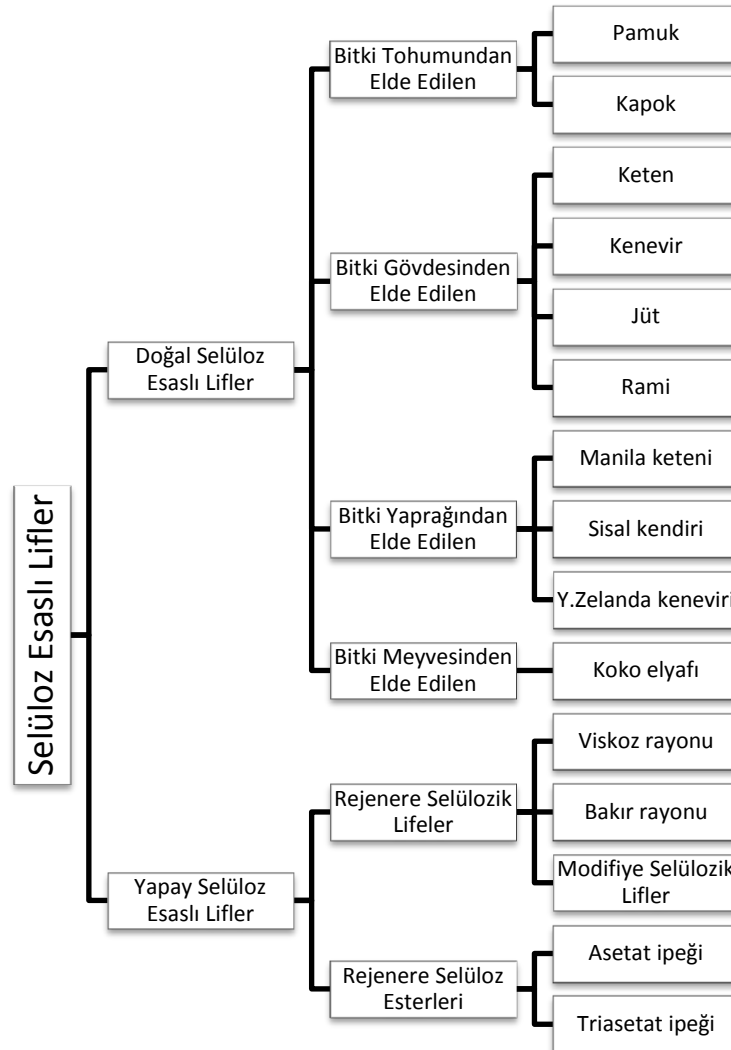 Selüloz Esaslı Lifler
Doğal Selüloz
Esaslı Lifler
Bitki Tohumundan
Elde Edilen
Pamuk
Kapok
Bitki Gövdesinden
Elde Edilen
Keten
Kenevir
Jüt
Rami
Bitki Yaprağından
Elde Edilen
Manila keteni
Sisal kendiri
Y.Zelanda keneviri
Bitki Meyvesinden
Elde Edilen
Koko elyafı
Yapay Selüloz
Esaslı Lifler
Rejenere Selülozik
Lifeler
Viskoz rayonu
Bakır rayonu
Modifiye Selülozik
Lifler
Rejenere Selüloz
Esterleri
Asetat ipeği
Triasetat ipeği